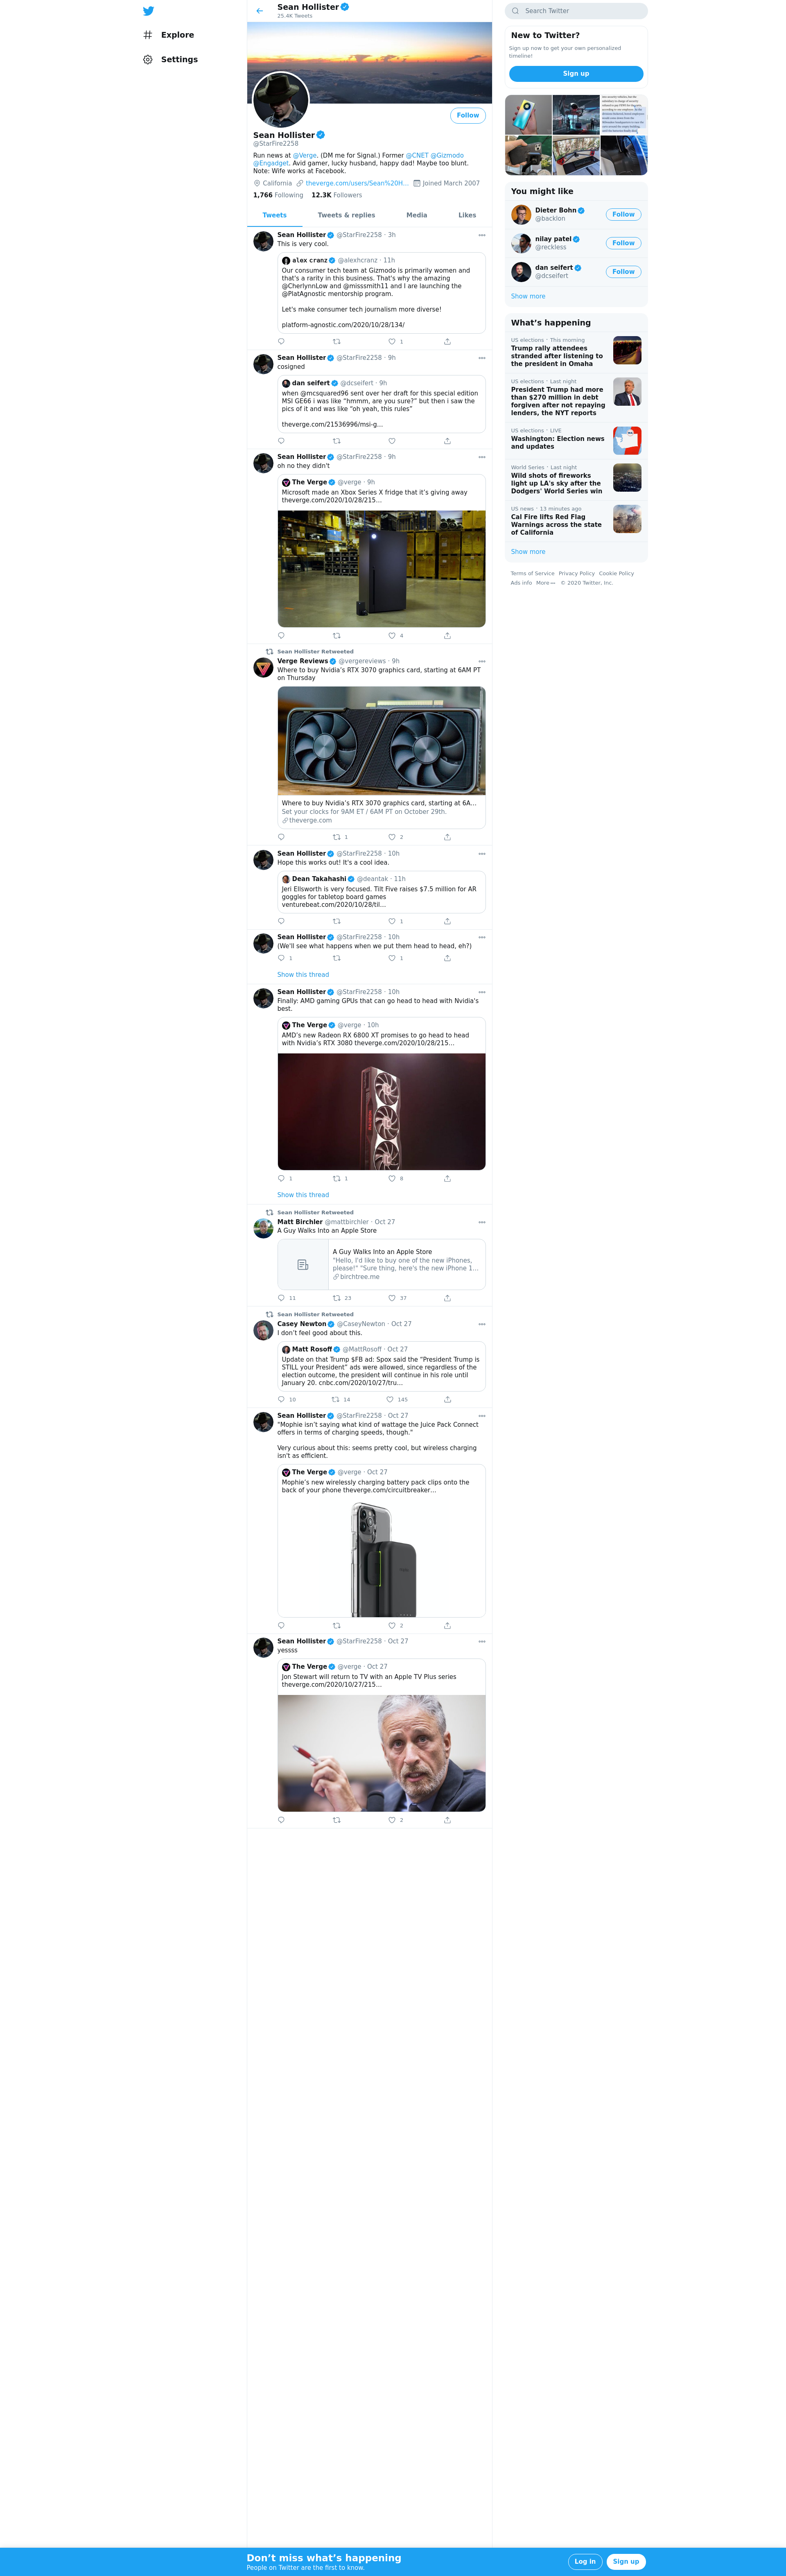 Explore
Settings
Sean Hollister
25.4K Tweets
Follow
Sean Hollister
@StarFire2258
Run news at @Verge. (DM me for Signal.) Former @CNET @Gizmodo
@Engadget. Avid gamer, lucky husband, happy dad! Maybe too blunt.
Note: Wife works at Facebook.
California theverge.com/users/Sean%20H... Joined March 2007
1,766 Following 12.3K Followers
Tweets Tweets & replies Media Likes
Sean Hollister @StarFire2258 · 3h
This is very cool.
alex cranz @alexhcranz · 11h
Our consumer tech team at Gizmodo is primarily women and
that's a rarity in this business. That's why the amazing
@CherlynnLow and @misssmith11 and I are launching the
@PlatAgnostic mentorship program.
Let's make consumer tech journalism more diverse!
platform-agnostic.com/2020/10/28/134/
1
Sean Hollister @StarFire2258 · 9h
cosigned
dan seifert @dcseifert · 9h
when @mcsquared96 sent over her draft for this special edition
MSI GE66 i was like "hmmm, are you sure?" but then i saw the
pics of it and was like "oh yeah, this rules"
theverge.com/21536996/msi-g...
Sean Hollister @StarFire2258 · 9h
oh no they didn't
The Verge @verge · 9h
Microsoft made an Xbox Series X fridge that it's giving away
theverge.com/2020/10/28/215...
4
Sean Hollister Retweeted
Verge Reviews @vergereviews · 9h
Where to buy Nvidia's RTX 3070 graphics card, starting at 6AM PT
on Thursday
Where to buy Nvidia's RTX 3070 graphics card, starting at 6A...
Set your clocks for 9AM ET / 6AM PT on October 29th.
theverge.com
1 2
Sean Hollister @StarFire2258 · 10h
Hope this works out! It's a cool idea.
Dean Takahashi @deantak · 11h
Jeri Ellsworth is very focused. Tilt Five raises $7.5 million for AR
goggles for tabletop board games
venturebeat.com/2020/10/28/til...
1
Sean Hollister @StarFire2258 · 10h
(We'll see what happens when we put them head to head, eh?)
1 1
Show this thread
Sean Hollister @StarFire2258 · 10h
Finally: AMD gaming GPUs that can go head to head with Nvidia's
best.
The Verge @verge · 10h
AMD's new Radeon RX 6800 XT promises to go head to head
with Nvidia's RTX 3080 theverge.com/2020/10/28/215...
1 1 8
Show this thread
Sean Hollister Retweeted
Matt Birchler @mattbirchler · Oct 27
A Guy Walks Into an Apple Store
A Guy Walks Into an Apple Store
"Hello, I'd like to buy one of the new iPhones,
please!" "Sure thing, here's the new iPhone 1...
birchtree.me
11 23 37
Sean Hollister Retweeted
Casey Newton @CaseyNewton · Oct 27
I don't feel good about this.
Matt Rosoff @MattRosoff · Oct 27
Update on that Trump $FB ad: Spox said the "President Trump is
STILL your President" ads were allowed, since regardless of the
election outcome, the president will continue in his role until
January 20. cnbc.com/2020/10/27/tru...
10 14 145
Sean Hollister @StarFire2258 · Oct 27
"Mophie isn't saying what kind of wattage the Juice Pack Connect
offers in terms of charging speeds, though."
Very curious about this: seems pretty cool, but wireless charging
isn't as efficient.
The Verge @verge · Oct 27
Mophie's new wirelessly charging battery pack clips onto the
back of your phone theverge.com/circuitbreaker...
2
Sean Hollister @StarFire2258 · Oct 27
yessss
The Verge @verge · Oct 27
Jon Stewart will return to TV with an Apple TV Plus series
theverge.com/2020/10/27/215...
2
Search Twitter
New to Twitter?
Sign up now to get your own personalized
timeline!
Sign up
You might like
Dieter Bohn
@backlon
Follow
nilay patel
@reckless
Follow
dan seifert
@dcseifert
Follow
Show more
What's happening
US elections · This morning
Trump rally attendees
stranded after listening to
the president in Omaha
US elections · Last night
President Trump had more
than $270 million in debt
forgiven after not repaying
lenders, the NYT reports
US elections · LIVE
Washington: Election news
and updates
World Series · Last night
Wild shots of fireworks
light up LA's sky after the
Dodgers' World Series win
US news · 13 minutes ago
Cal Fire lifts Red Flag
Warnings across the state
of California
Show more
Terms of Service Privacy Policy Cookie Policy
Ads info More © 2020 Twitter, Inc.
Don't miss what's happening
People on Twitter are the first to know.
Log in Sign up